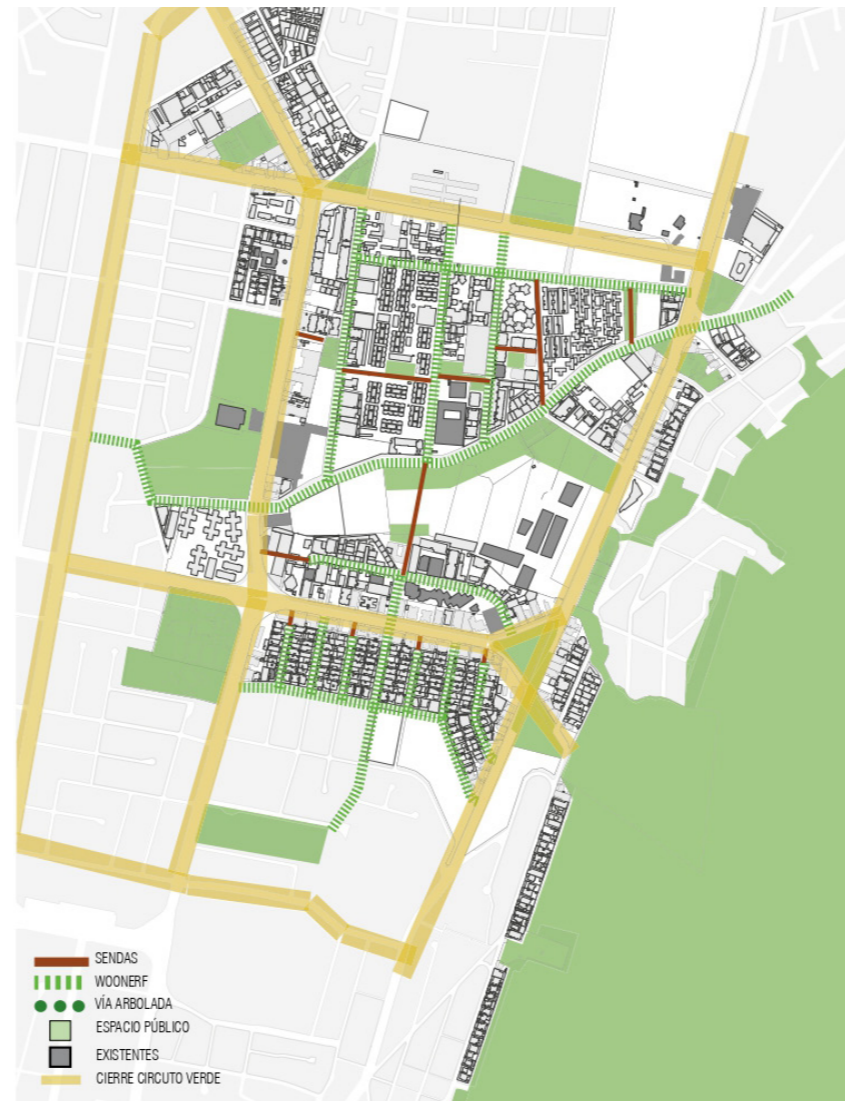 SENDAS
WOONERF
VÍA ARBOLADA
ESPACIO PÚBLICO
EXISTENTES
CIERRE CIRCUTO VERDE